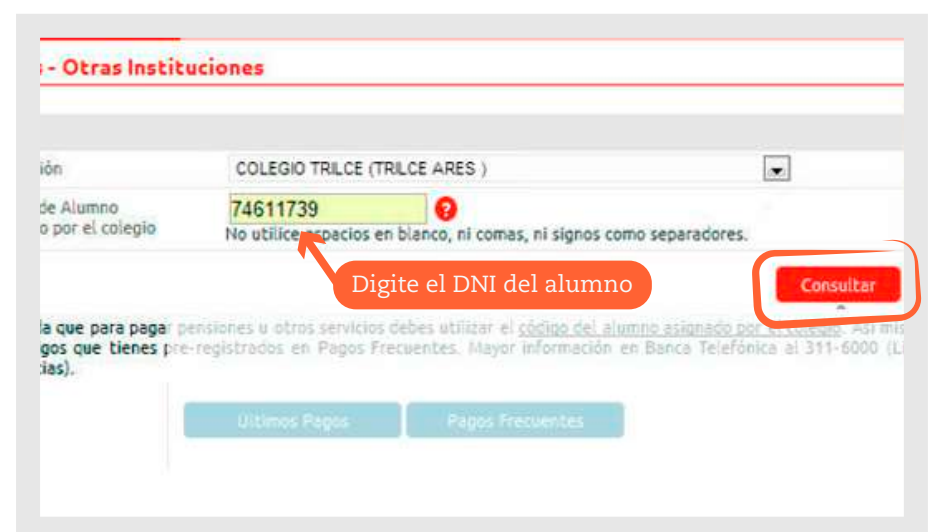 s - Otras Instituciones
ión
COLEGIO TRILCE (TRILCE ARES )
de Alumno
o por el colegio
74611739
?
No utilice espacios en blanco, ni comas, ni signos como separadores.
Digite el DNI del alumno
Consultar
la que para pagar pensiones u otros servicios debes utilizar el código del alumno asignado por el colegio. Así mis
gos que tienes pre-registrados en Pagos Frecuentes. Mayor información en Banca Telefónica al 311-6000 (Li
cias).
Últimos Pagos
Pagos Frecuentes